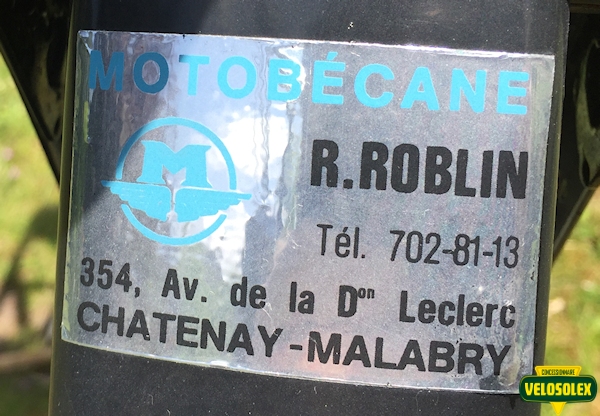 MOTOBÉCANE
M
R.ROBLIN
Tél. 702-81-13
354, Av. de la Don Leclerc
CHATENAY-MALABRY
CONCESSIONNAIRE
VELOSOLEX